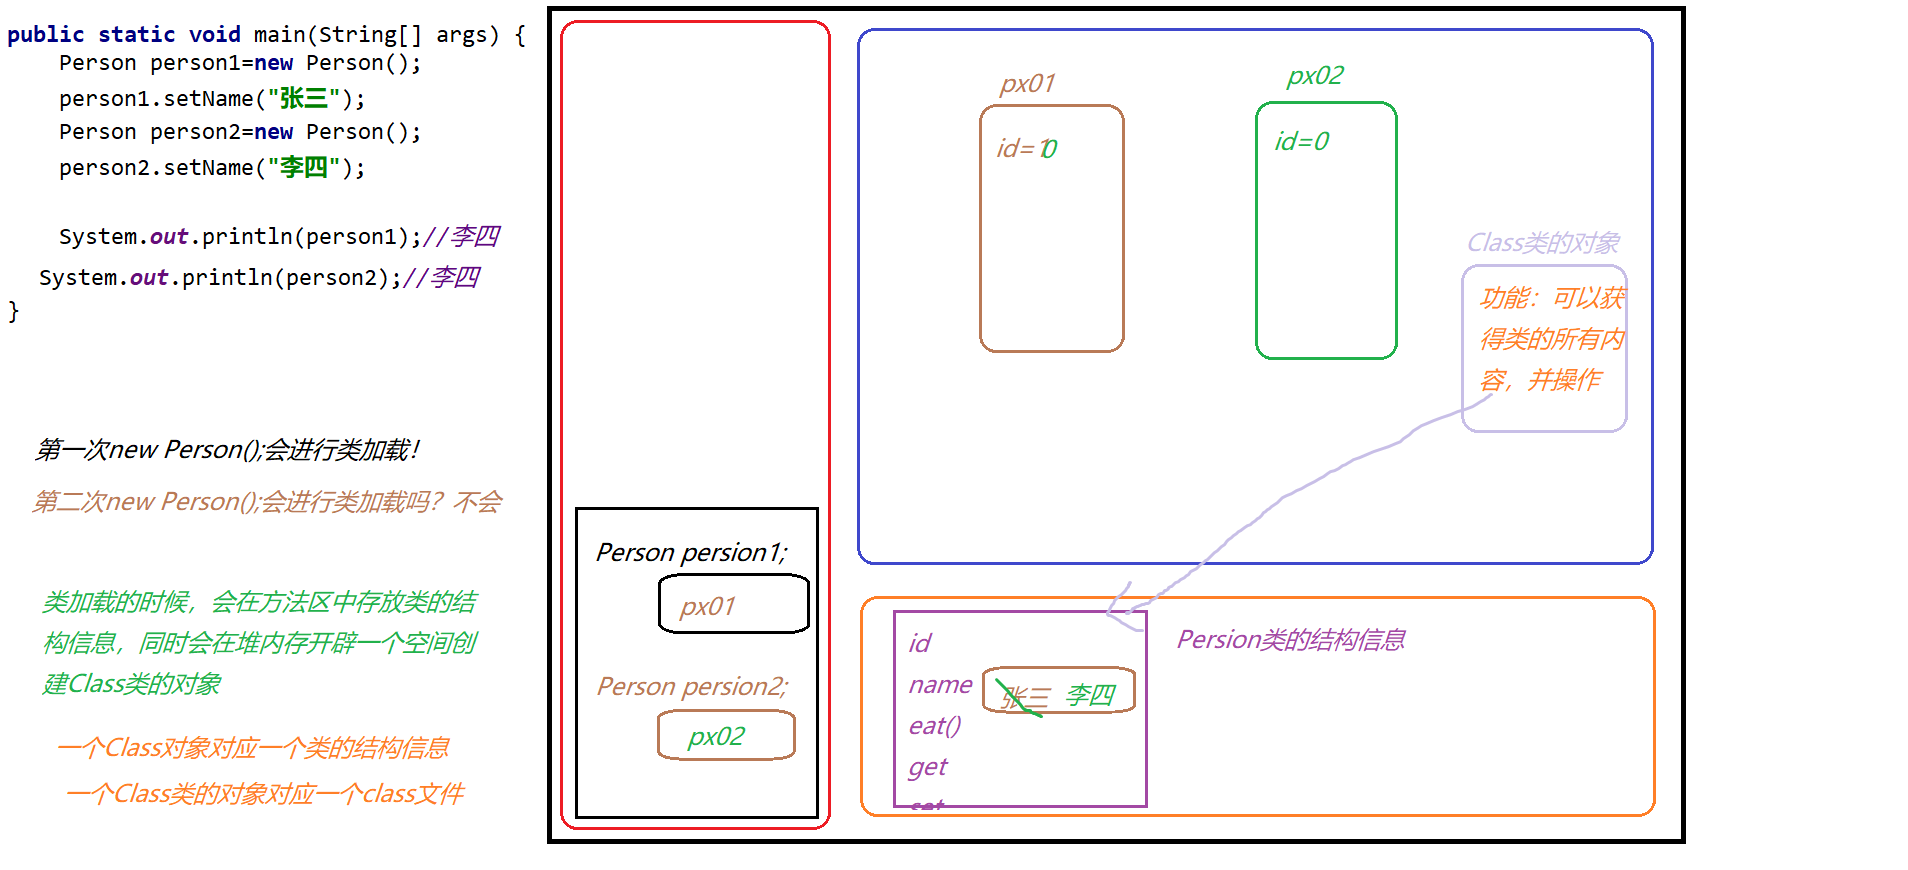 public static void main(String[] args) {
Person person1=new Person();
person1.setName("张三");
Person person2=new Person();
person2.setName("李四");
System.out.println(person1);//李四
System.out.println(person2);//李四
}
第一次new Person();会进行类加载!
第二次new Person();会进行类加载吗？不会
类加载的时候，会在方法区中存放类的结
构信息，同时会在堆内存开辟一个空间创
建Class类的对象
一个Class对象对应一个类的结构信息
一个Class类的对象对应一个class文件
Person persion1;
px01
Person persion2;
px02
px01
id=10
px02
id=0
Class类的对象
功能：可以获
得类的所有内
容，并操作
id
name 张三 李四
eat()
get
set
Persion类的结构信息